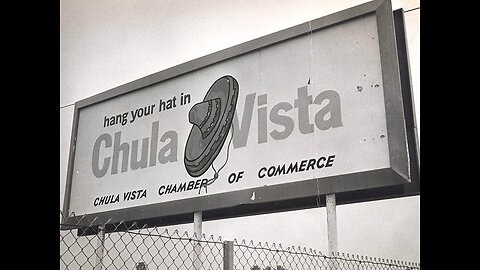 hang your hat in
Chula Vista
CHULA VISTA CHAMBER OF COMMERCE